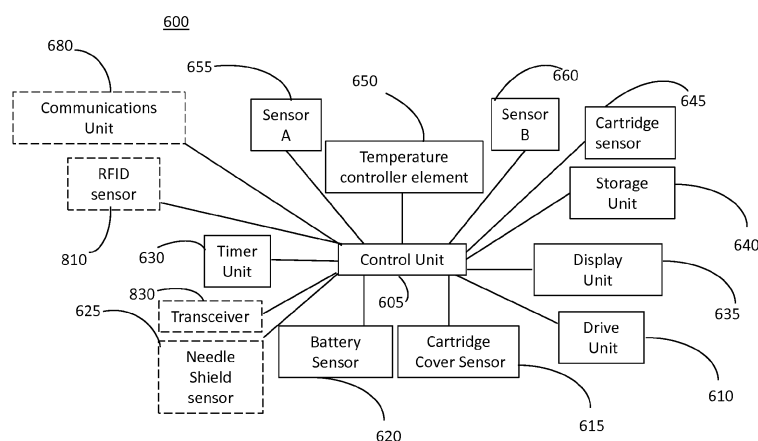 600
680
655
650
660
645
Communications
Unit
Sensor
A
Sensor
B
Cartridge
sensor
Temperature
controller element
RFID
sensor
Storage
Unit
810
630
Timer
Unit
Control Unit
605
640
Display
Unit
635
830
625
Transceiver
Needle
Shield
sensor
Battery
Sensor
Cartridge
Cover Sensor
Drive
Unit
610
620
615